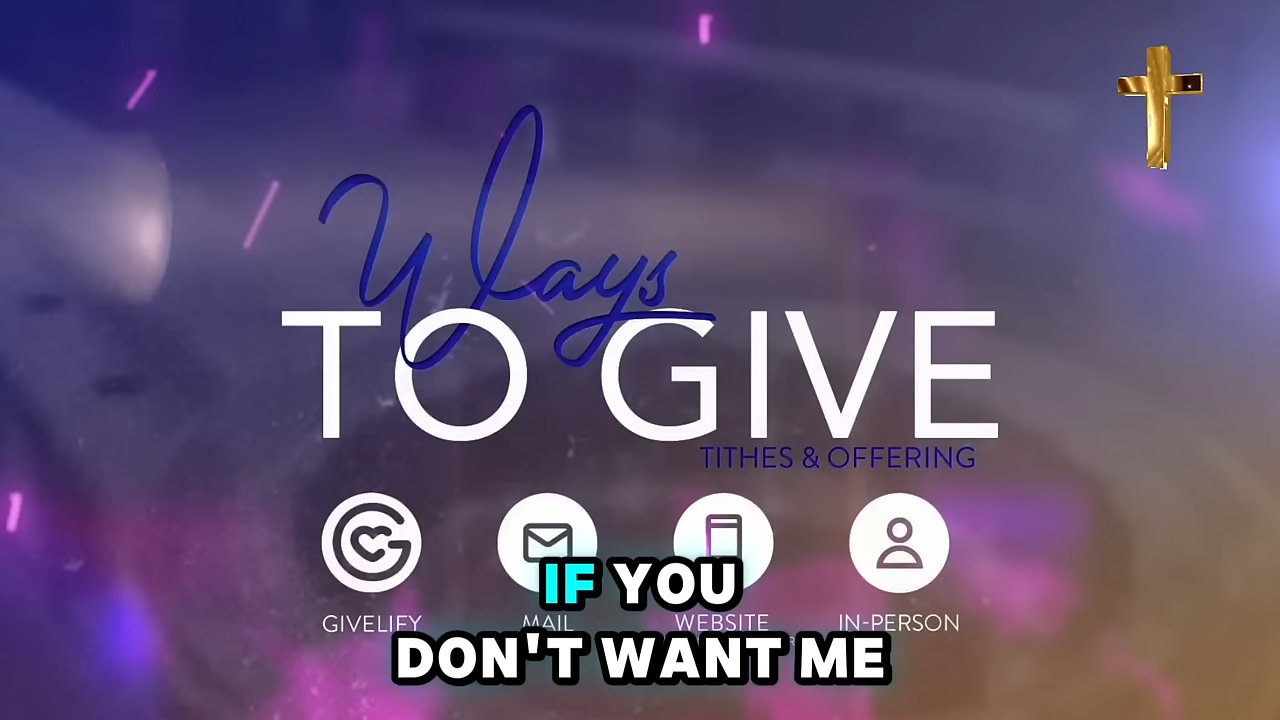 Ways
TO GIVE
TITHES & OFFERING
GIVELIFY
MAIL
WEBSITE
IN-PERSON
IF YOU
DON'T WANT ME